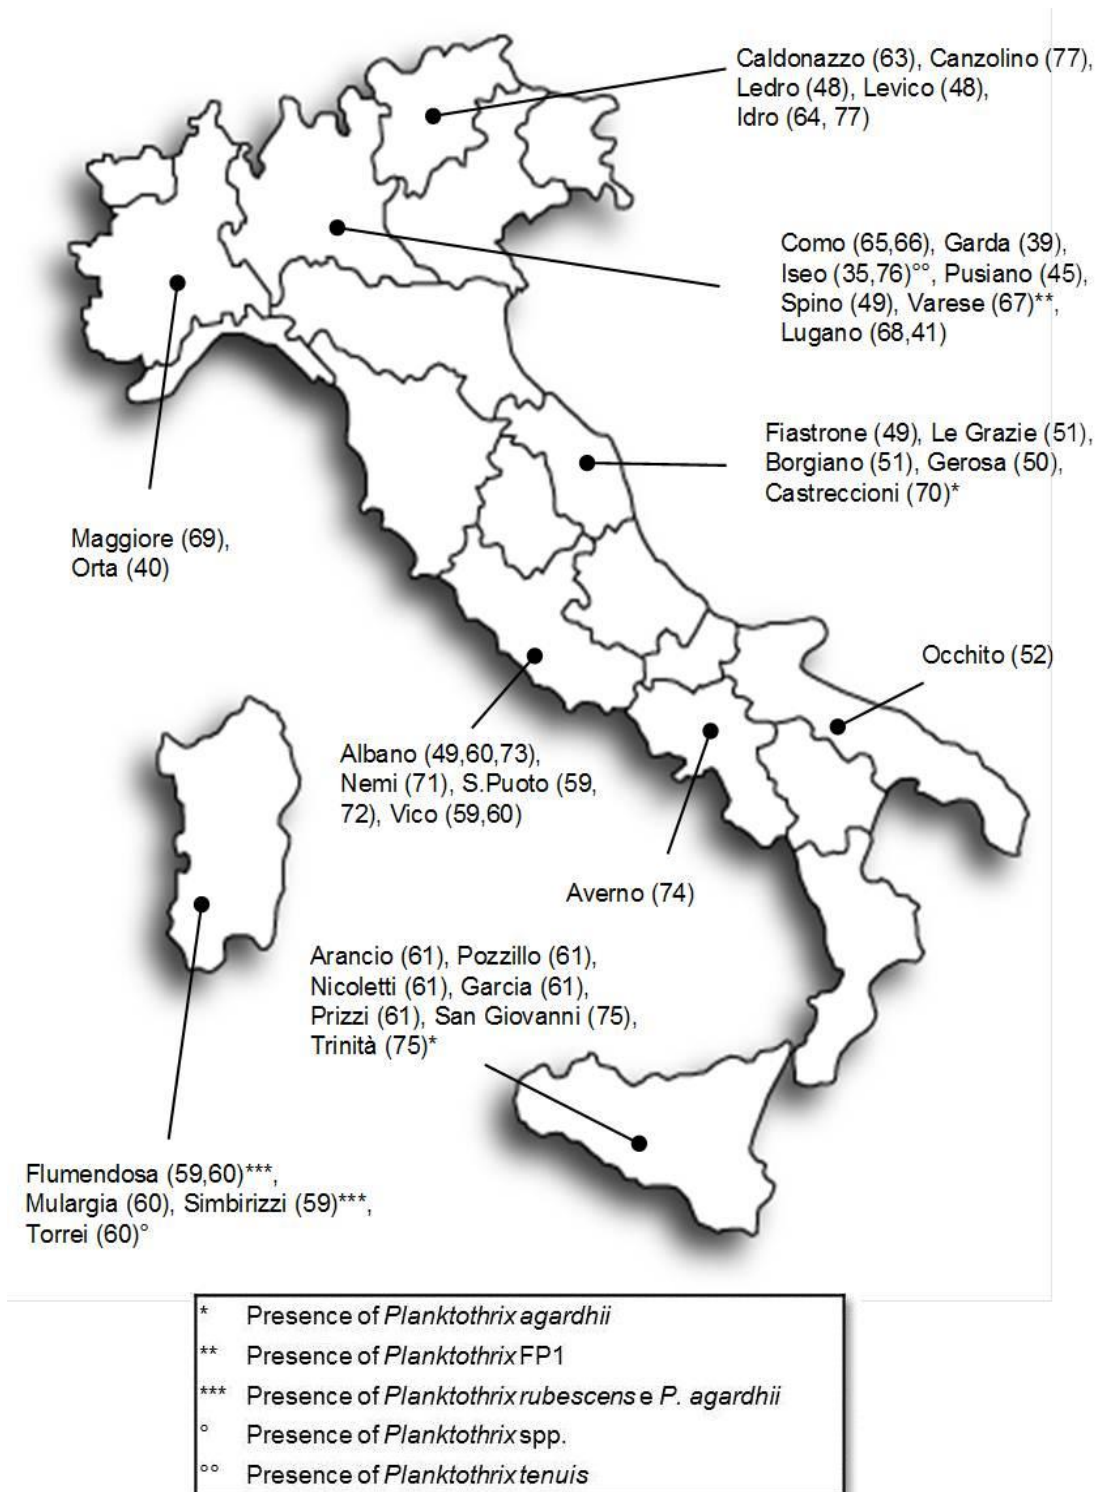 Caldonazzo (63), Canzolino (77),
Ledro (48), Levico (48),
Idro (64, 77)
Como (65,66), Garda (39),
Iseo (35,76)°°, Pusiano (45),
Spino (49), Varese (67)**,
Lugano (68,41)
Fiastrone (49), Le Grazie (51),
Borgiano (51), Gerosa (50),
Castreccioni (70)*
Maggiore (69),
Orta (40)
Occhito (52)
Albano (49,60,73),
Nemi (71), S.Puoto (59,
72), Vico (59,60)
Averno (74)
Arancio (61), Pozzillo (61),
Nicoletti (61), Garcia (61),
Prizzi (61), San Giovanni (75),
Trinità (75)*
Flumendosa (59,60)***,
Mulargia (60), Simbirizzi (59)***,
Torrei (60)°
* Presence of Planktothrix agardhii
** Presence of Planktothrix FP1
*** Presence of Planktothrix rubescens e P. agardhii
° Presence of Planktothrix spp.
°° Presence of Planktothrix tenuis